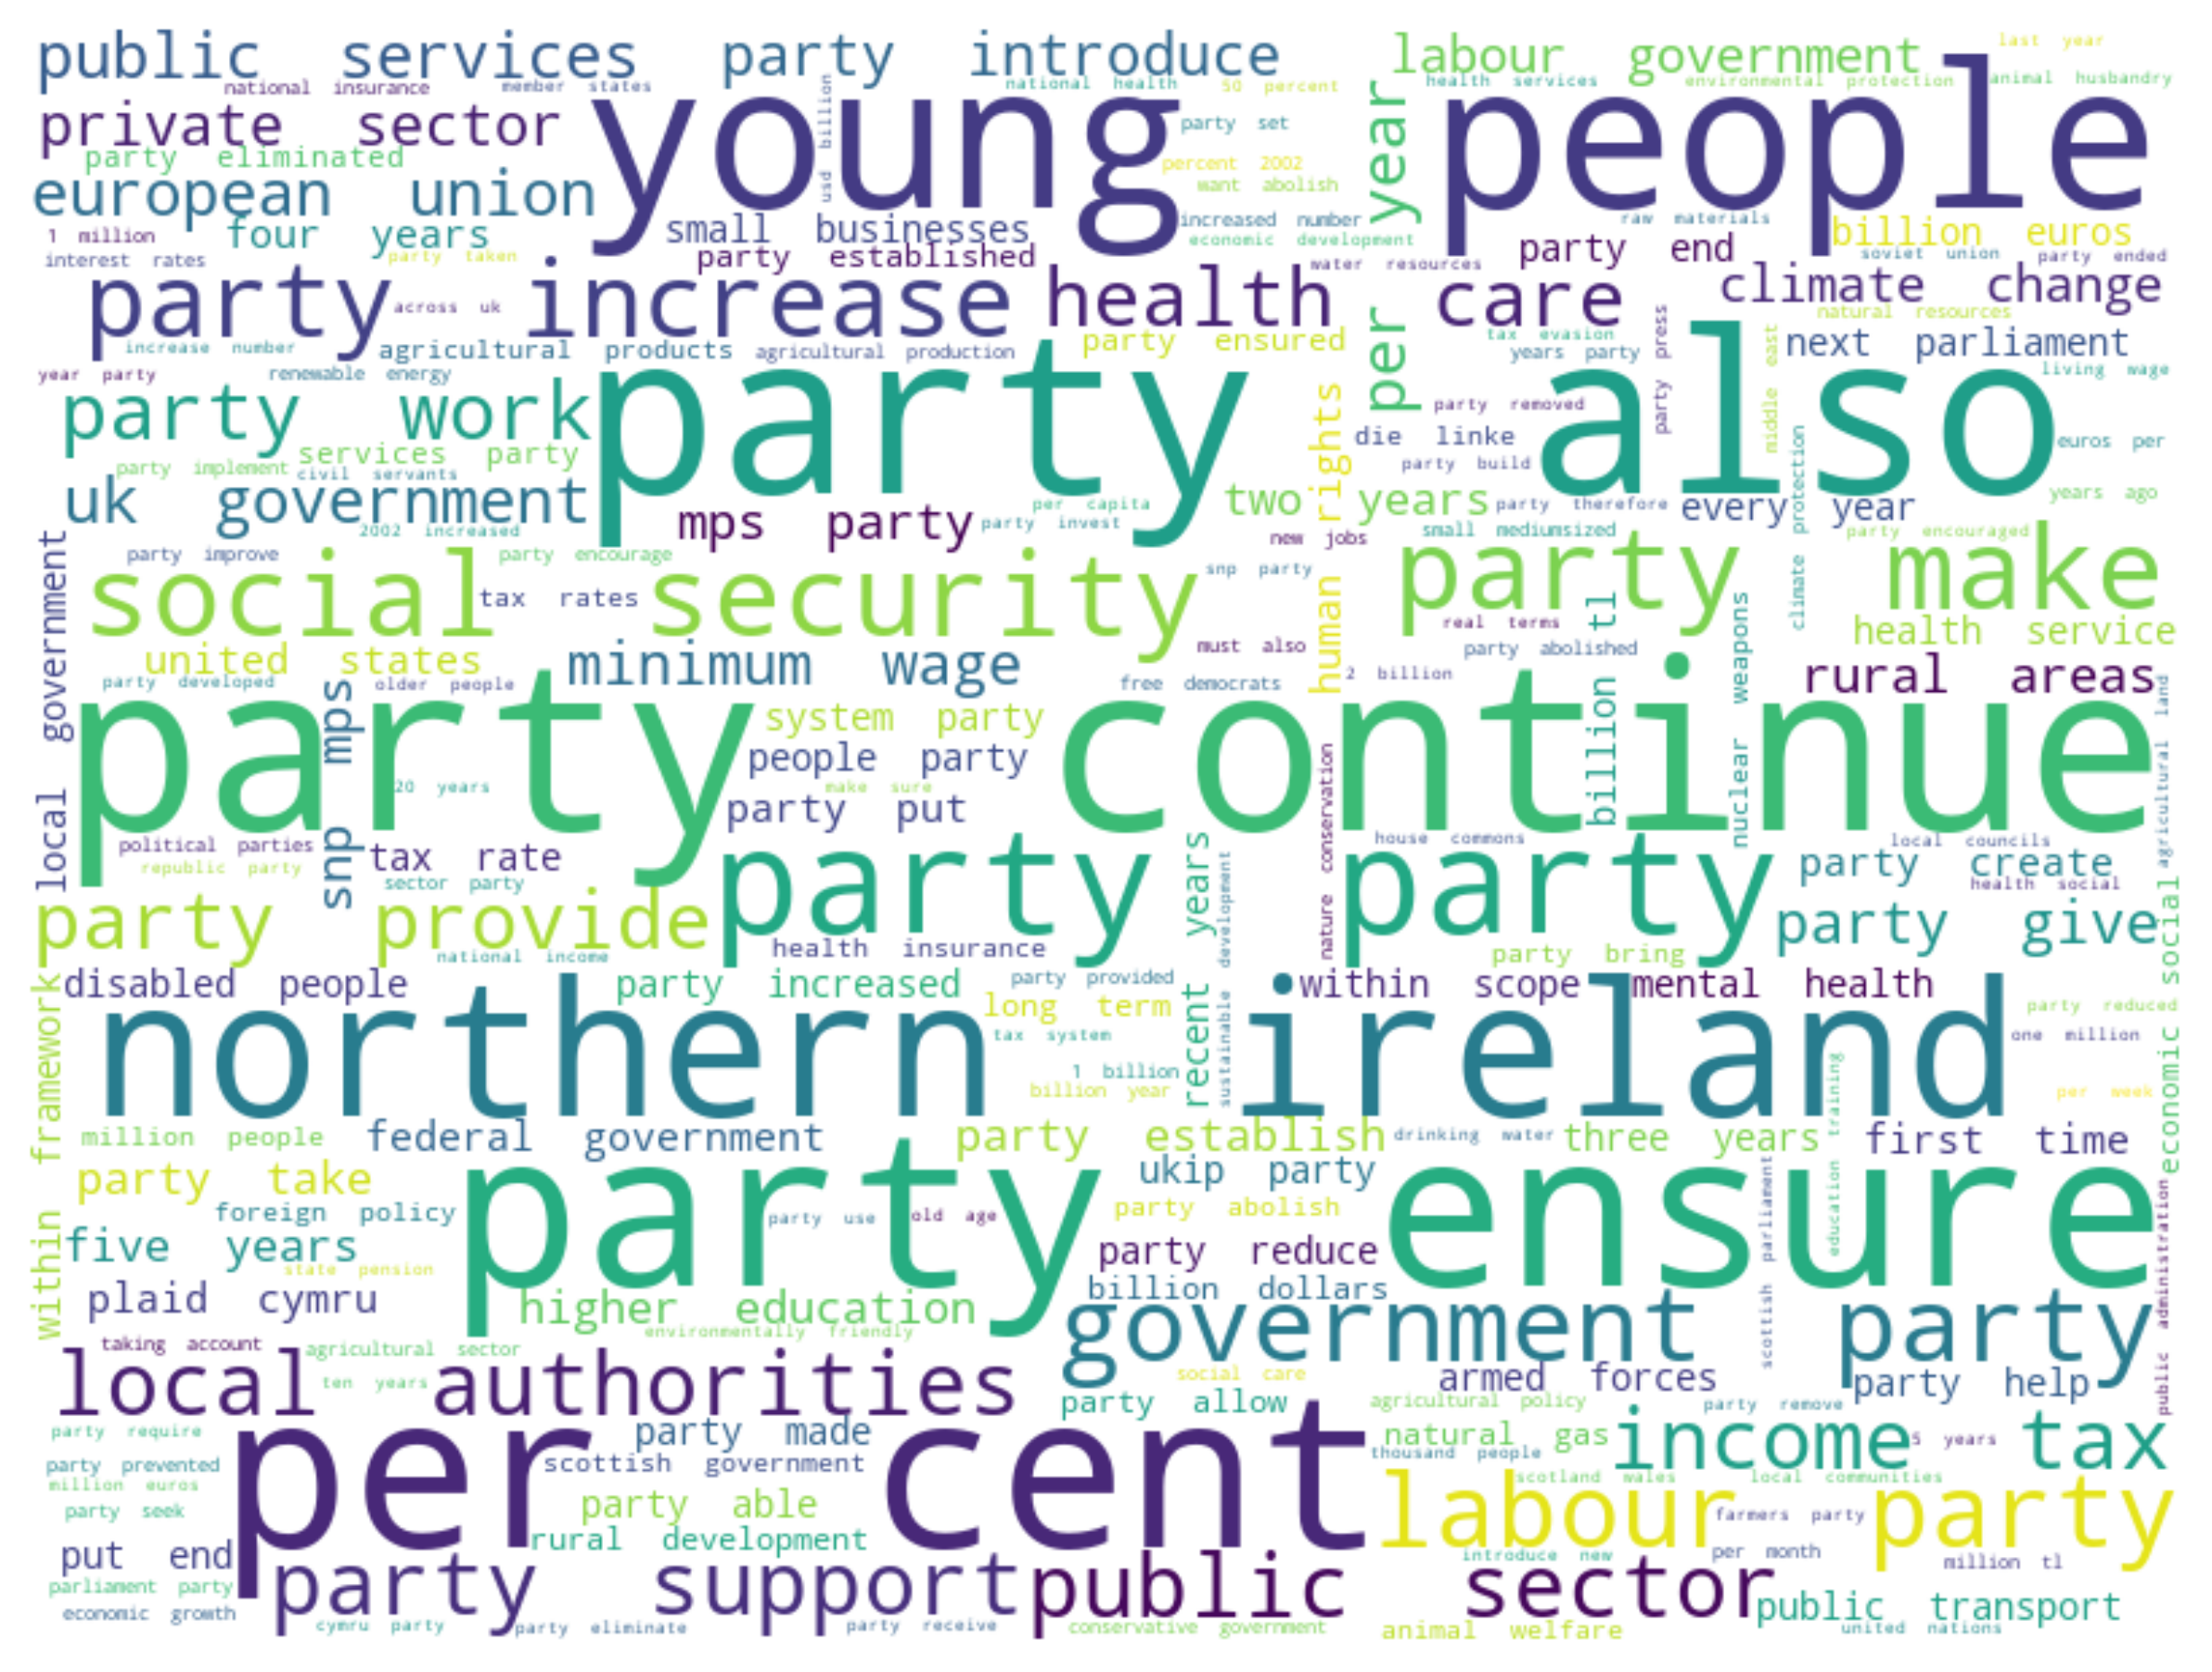 public services
party introduce
labour government
last year
national insurance
member states
national health
50 percent
health services
environmental protection
animal husbandry
private sector
young people
usd billion
party set
per year
party eliminated
percent 2002
want abolish
european union
increased number
raw materials
four years
small businesses
economic development
party end
billion euros
1 million
interest rates
party taken
party established
water resources
soviet union
party ended
party increase
across uk
health care
climate change
natural resources
increase number
agricultural products
agricultural production
party ensured
tax evasion
years party
party press
middle east
next parliament
year party
renewable energy
living wage
party work
party also
human rights
party removed
die linke
euros per
services party
party implement
civil servants
party build
uk government
2002 increased
mps party
per capita
party invest
two years
party therefore
every year
years ago
climate protection
new jobs
small mediumsized
party encouraged
local government
party improve
party encourage
social security
tax rates
snp party
party make
real terms
health service
united states
minimum wage
must also
party abolished
billion tl
nuclear weapons
party developed
older people
free democrats
2 billion
rural areas
party continue
snp mps
system party
people party
20 years
make sure
party put
nature conservation
agricultural land
political parties
republic party
tax rate
sector party
house commons
local councils
party create
health social
party party
recent years
sustainable development
party provide
national income
health insurance
party bring
party give
economic social
within framework
disabled people
party increased
party provided
long term
within scope
mental health
party reduced
northern ireland
tax system
one million
1 billion
billion year
per week
million people
federal government
party establish
drinking water
three years
education training
first time
party take
ukip party
party ensure
foreign policy
party use
old age
party abolish
scottish parliament
public administration
five years
state pension
party reduce
plaid cymru
higher education
billion dollars
environmentally friendly
government party
taking account
agricultural sector
local authorities
ten years
social care
armed forces
party help
party allow
agricultural policy
party remove
party require
per cent
party made
natural gas
income tax
5 years
thousand people
party prevented
scottish government
million euros
scotland wales
local communities
party seek
party able
labour party
farmers party
rural development
put end
party support
public sector
introduce new
per month
million tl
parliament party
economic growth
public transport
cymru party
party eliminate
party receive
conservative government
animal welfare
united nations